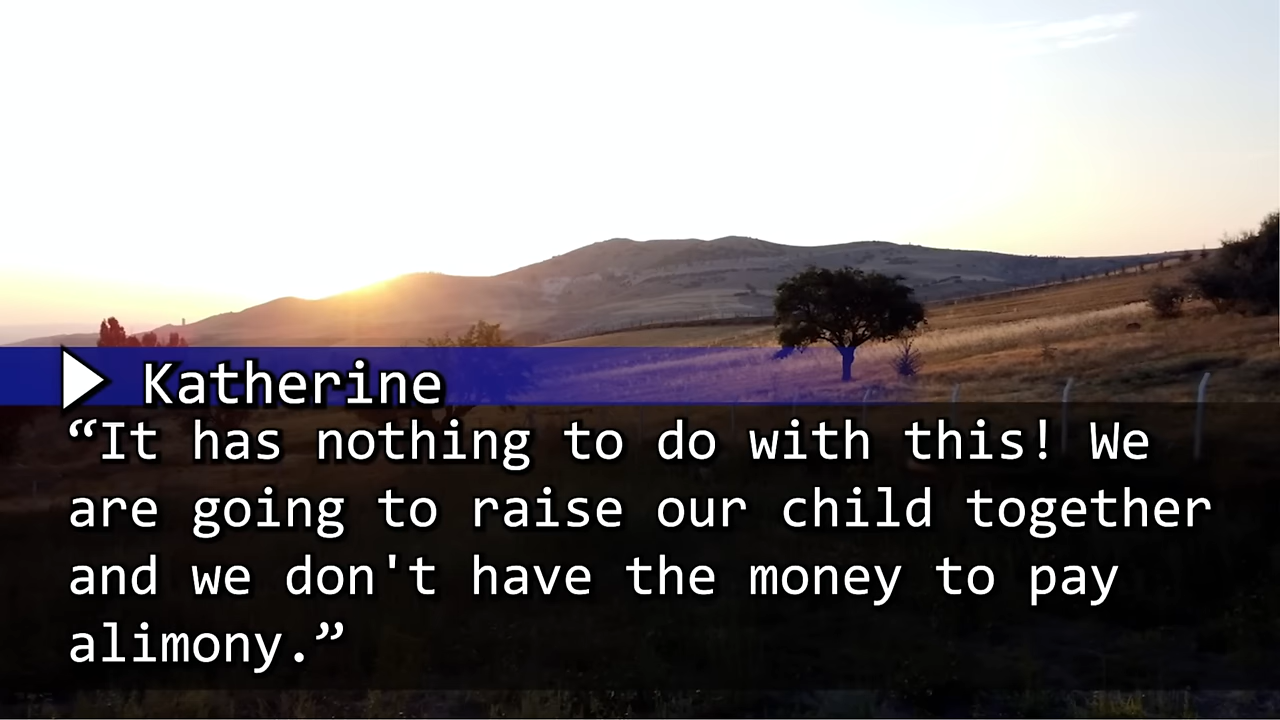 Katherine
“It has nothing to do with this! We
are going to raise our child together
and we don't have the money to pay
alimony.”